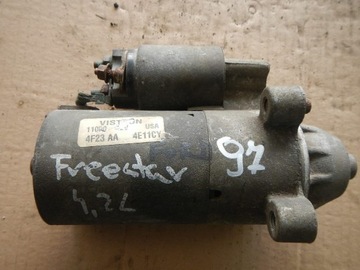 VISTEON
11000 USA
4F23 AA 4E11CY
Freestar 97
4,2L